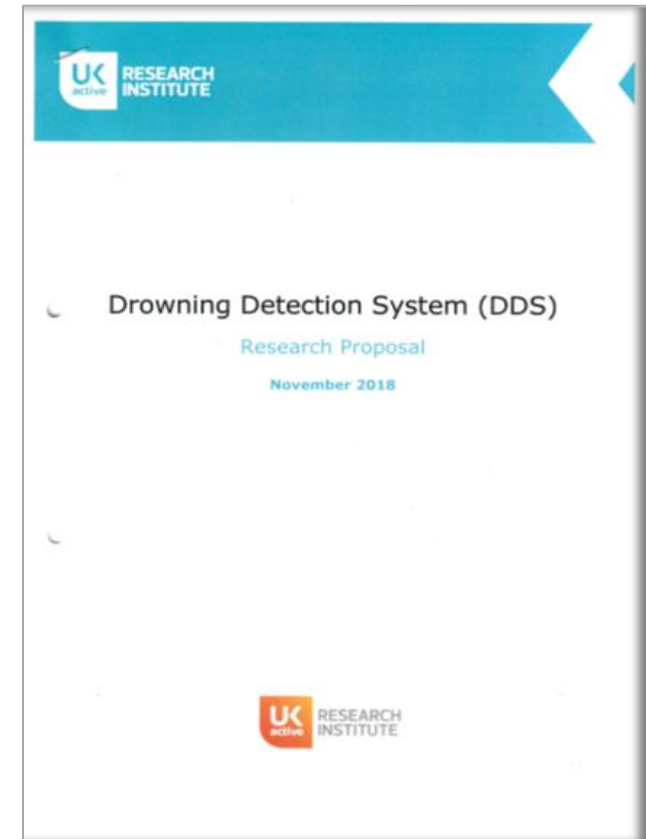 UK RESEARCH
active INSTITUTE
Drowning Detection System (DDS)
Research Proposal
November 2018
UK RESEARCH
active INSTITUTE